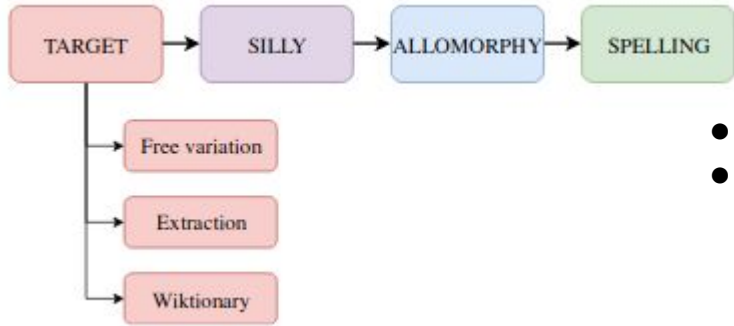 TARGET SILLY ALLOMORPHY SPELLING
Free variation
Extraction
Wiktionary